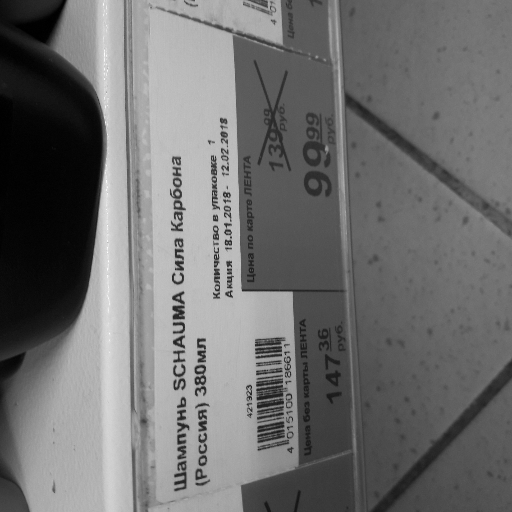 Шампунь SCHAUMA Сила Карбона
(Россия) 380мл
Количество в упаковке 1
Акция 18.01.2018 - 12.02.2018
421923
4 015100 186611
Цена по карте ЛЕНТА
139 99
руб.
99 99
руб.
Цена без карты ЛЕНТА
147 36
руб.